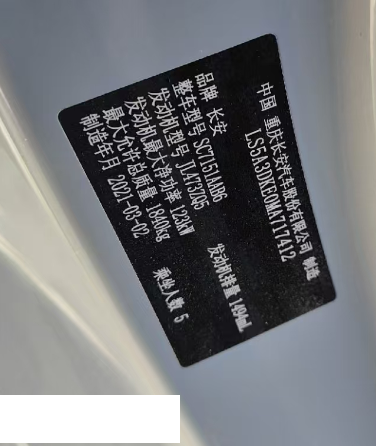 中国 重庆长安汽车股份有限公司 制造
LS5A3DKE0MA717412
品牌 长安
整车型号 SC7151AAB6
发动机型号 JL473ZQ5 发动机排量 1494mL
发动机最大净功率 123kW
最大允许总质量 1840kg
制造年月 2021-03-02 乘坐人数 5